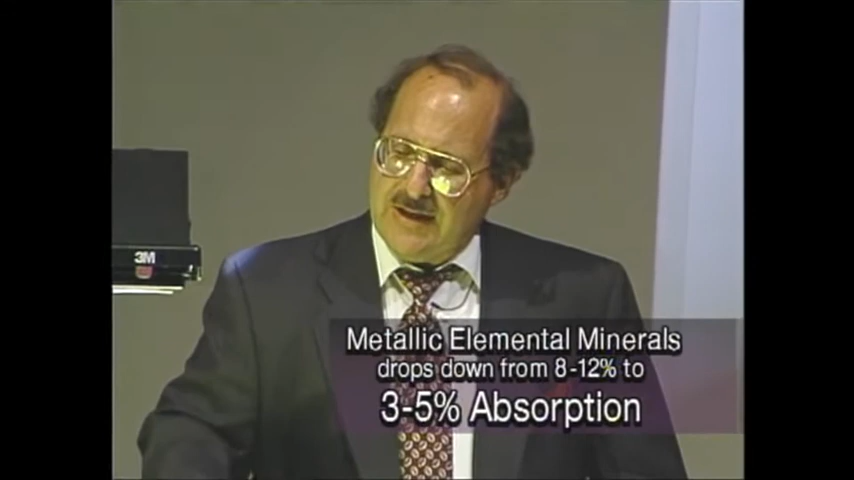 3M
Metallic Elemental Minerals
drops down from 8-12% to
3-5% Absorption